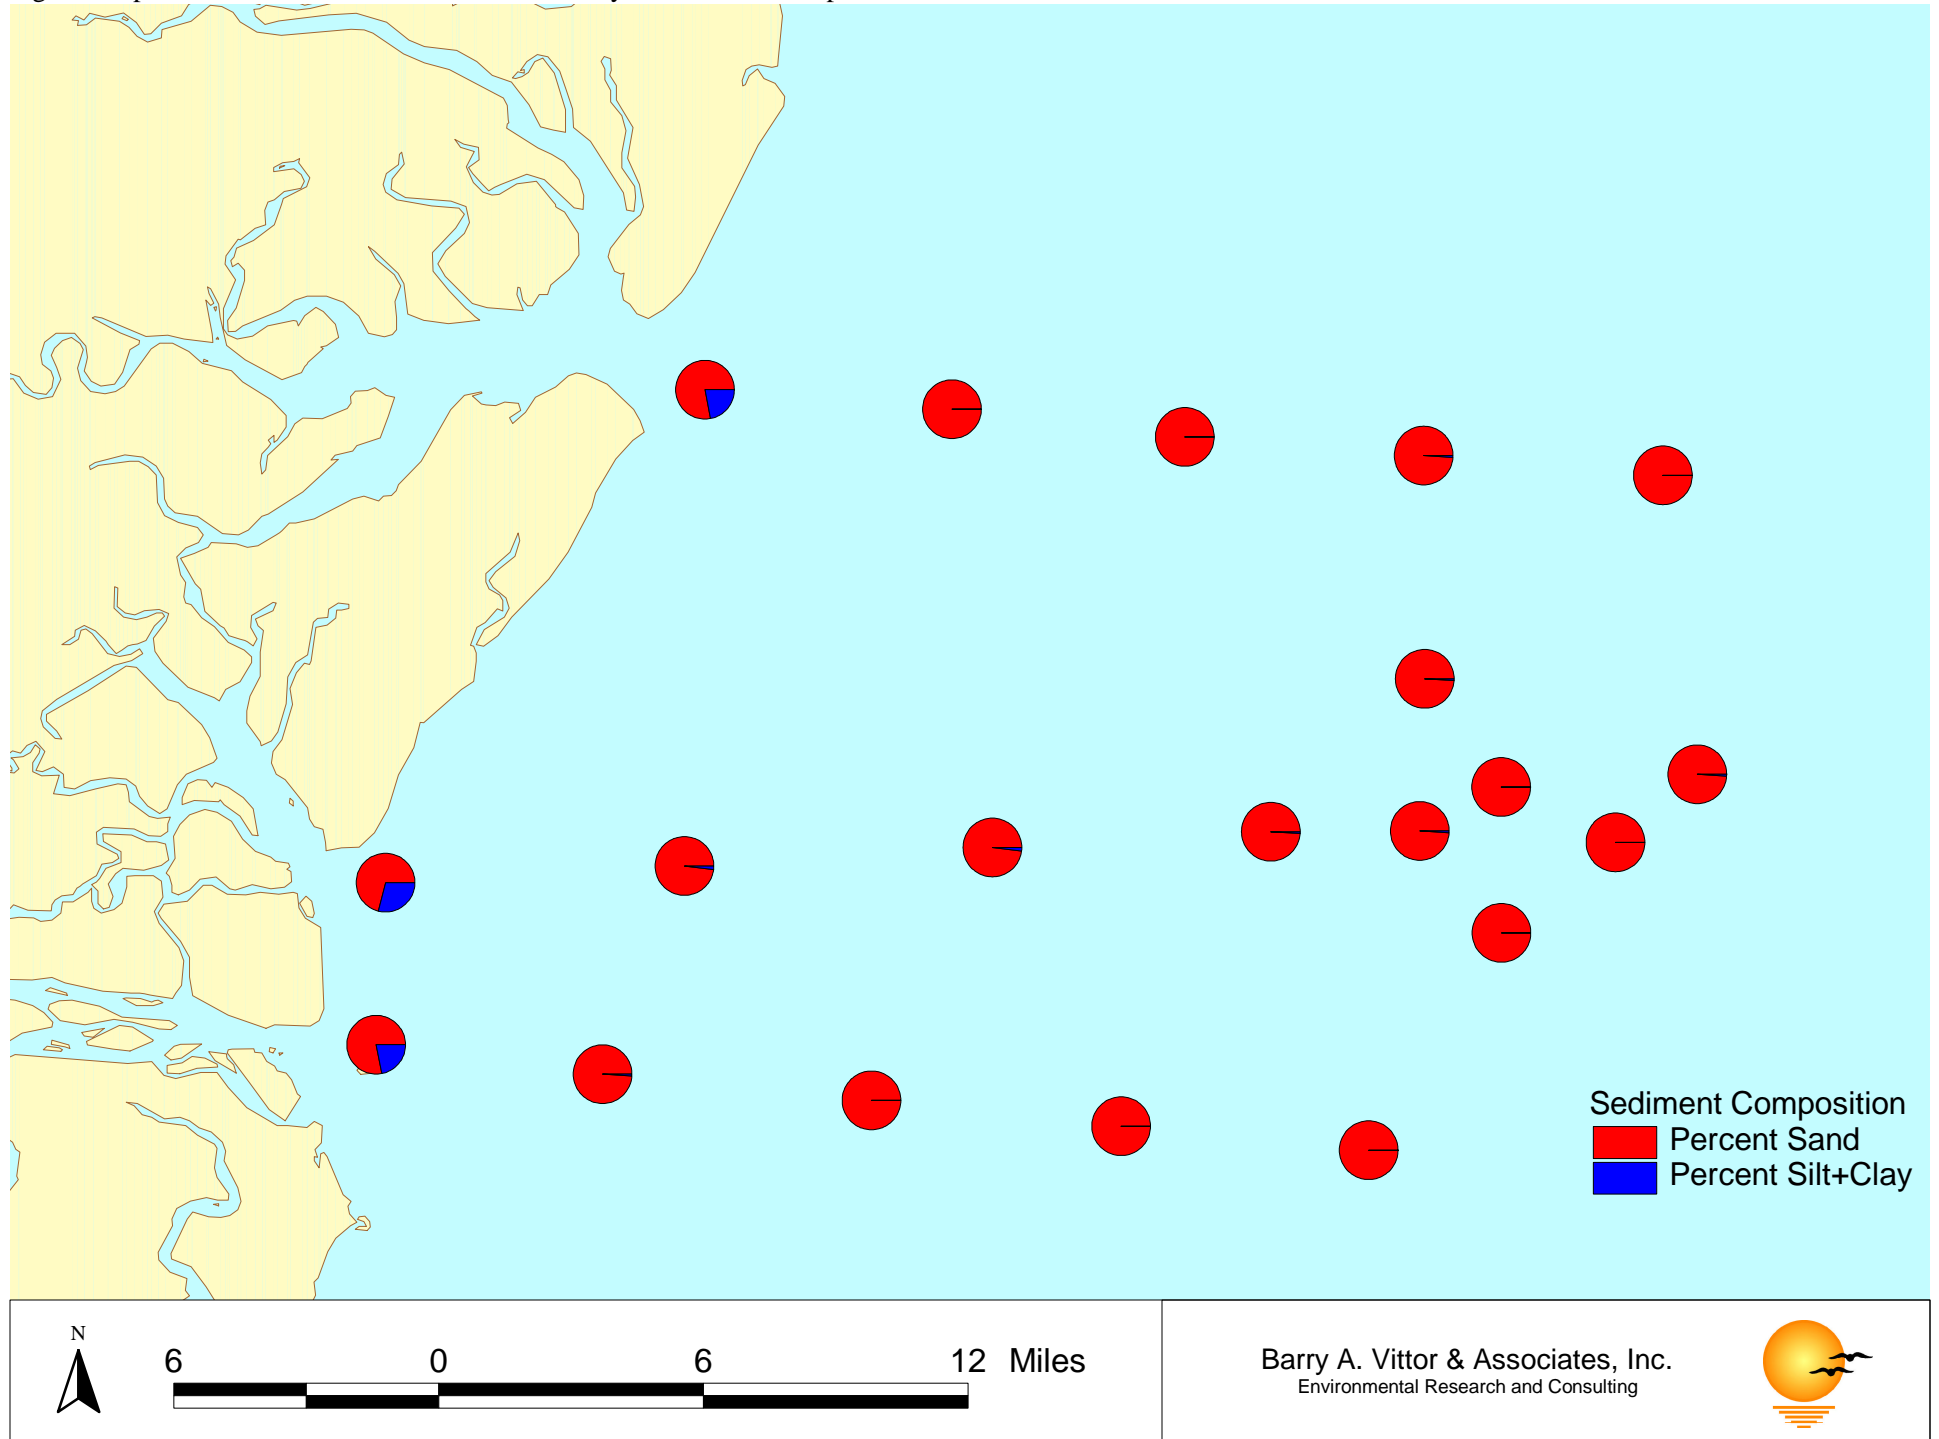 Sediment Composition
Percent Sand
Percent Silt+Clay
N
6 0 6 12 Miles
Barry A. Vittor & Associates, Inc.
Environmental Research and Consulting